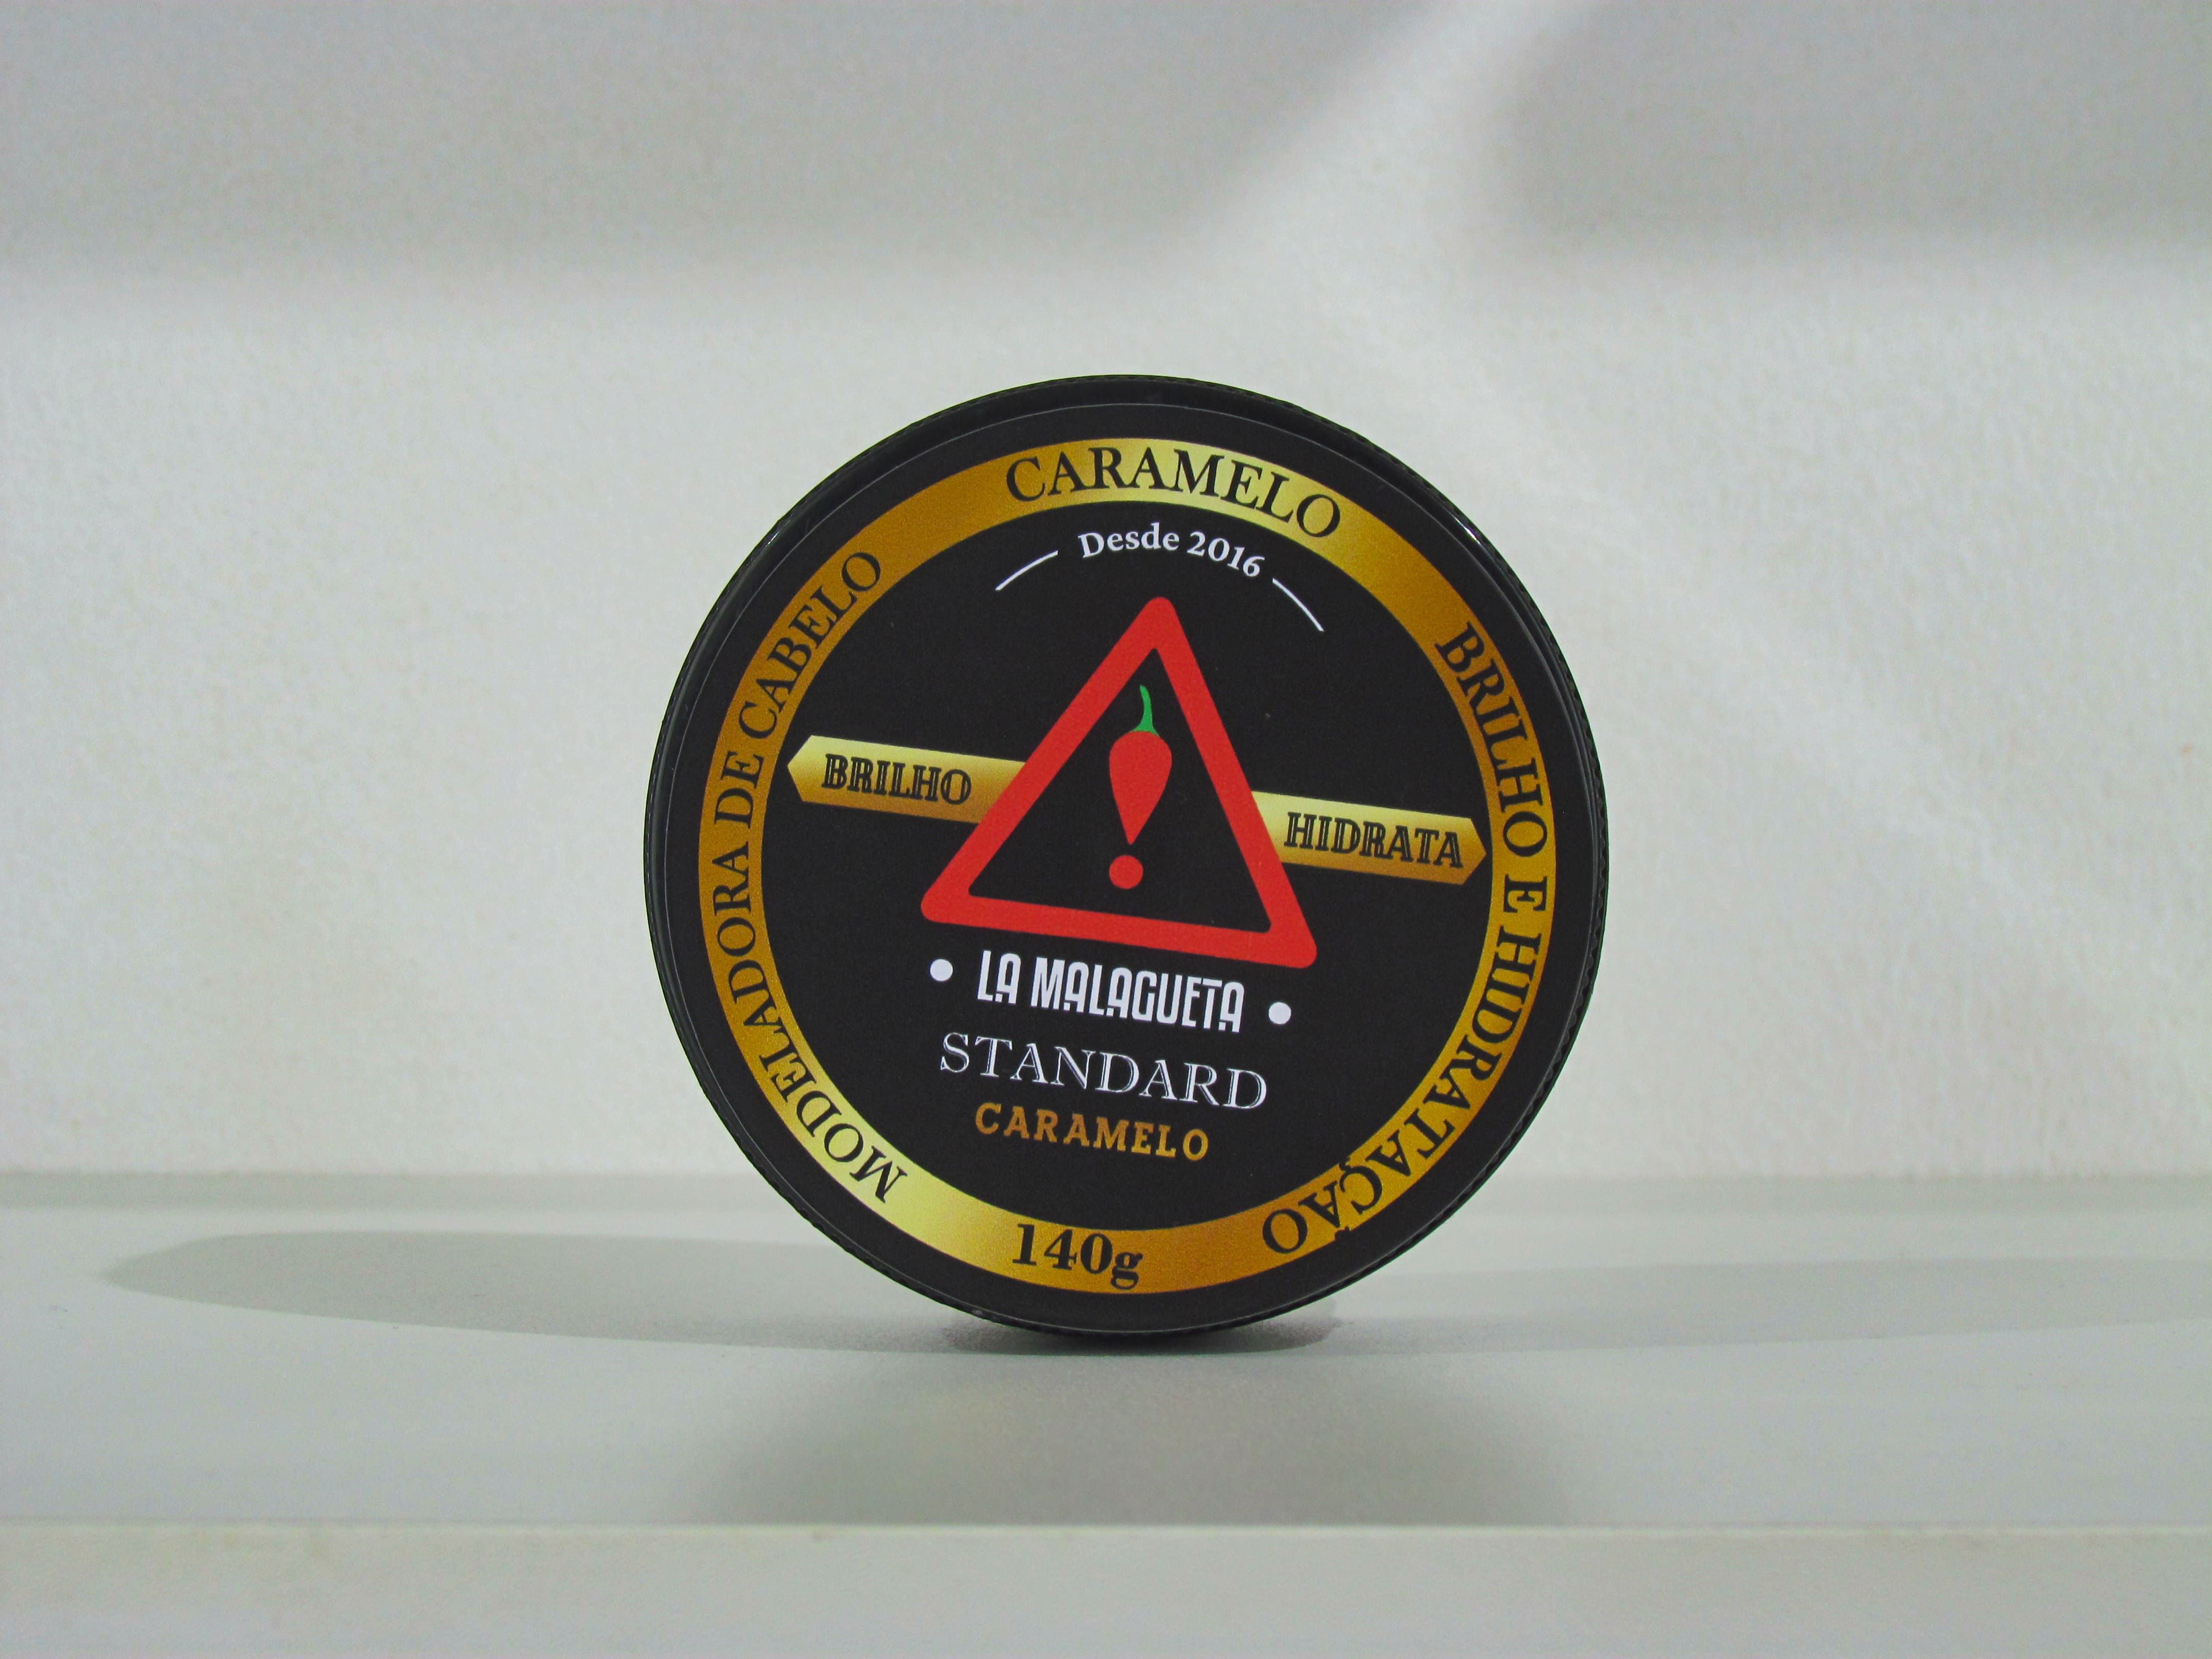 CARAMELO
Desde 2016
MODELADORA DE CABELO
BRILHO E HIDRATAÇÃO
BRILHO
HIDRATA
LA MALAGUETA
STANDARD
CARAMELO
140g